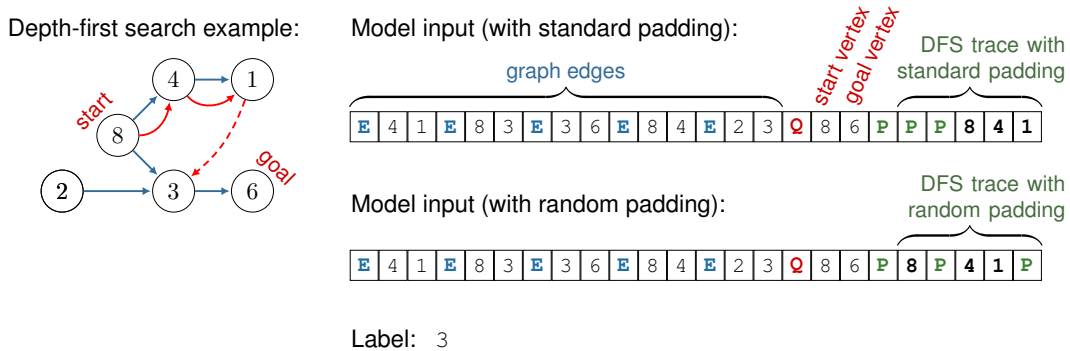 Depth-first search example:
start
4
1
8
goal
2
3
6
Model input (with standard padding):
graph edges
start vertex
goal vertex
DFS trace with
standard padding
E 4 1 E 8 3 E 3 6 E 8 4 E 2 3 Q 8 6 P P P 8 4 1
Model input (with random padding):
DFS trace with
random padding
E 4 1 E 8 3 E 3 6 E 8 4 E 2 3 Q 8 6 P 8 P 4 1 P
Label: 3